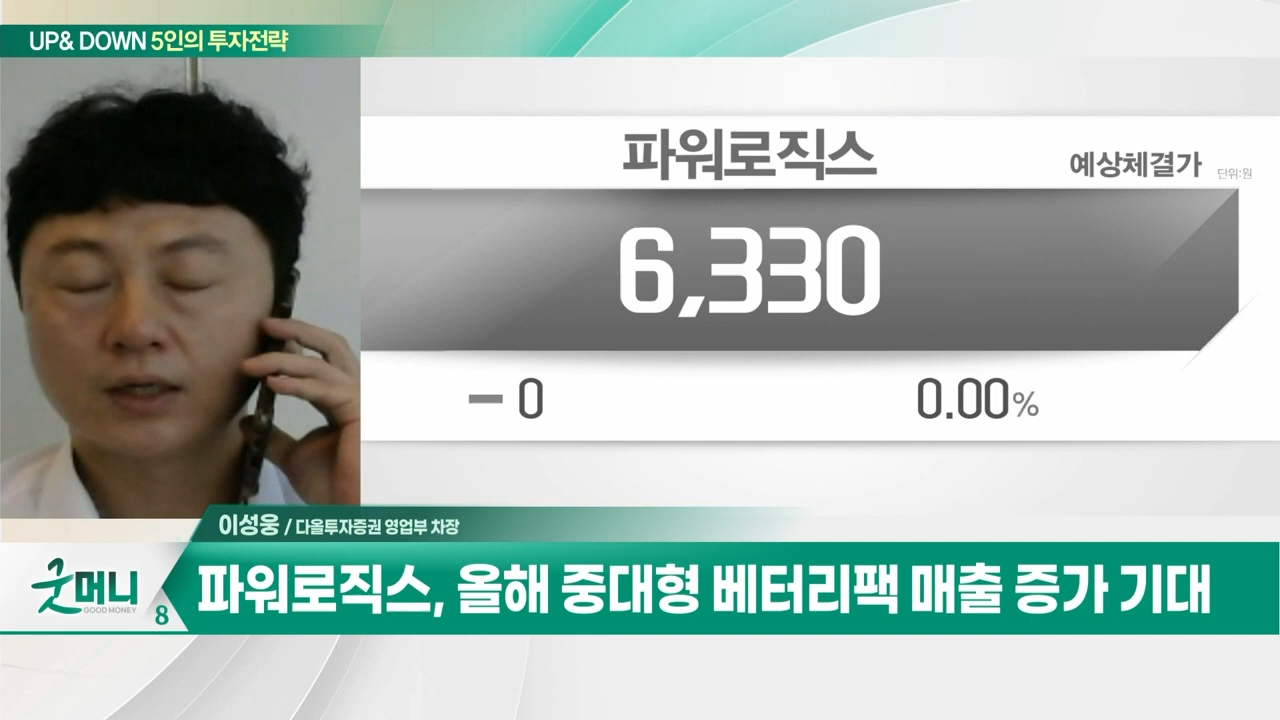 UP& DOWN 5인의 투자전략
파워로직스
예상체결가 단위:원
6,330
0 0.00%
이성웅 / 다올투자증권 영업부 차장
굿머니
GOOD MONEY
8
파워로직스, 올해 중대형 베터리팩 매출 증가 기대